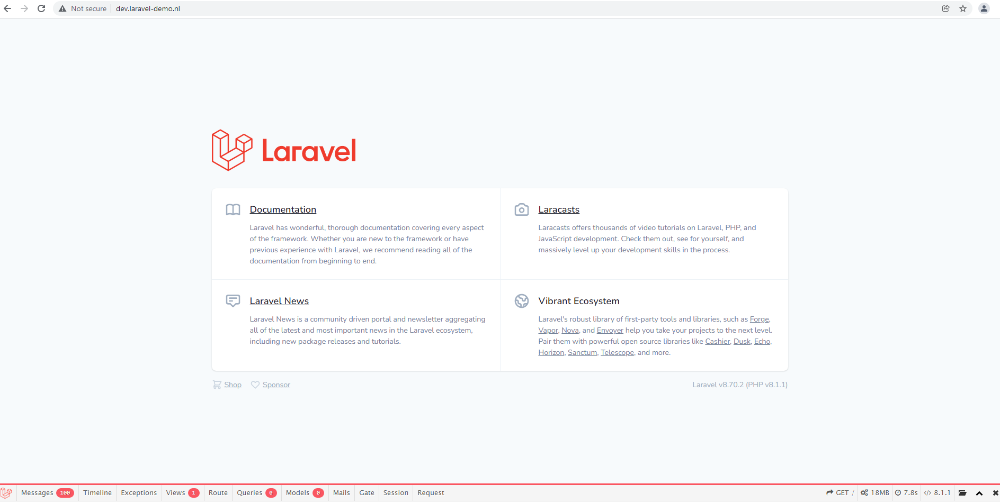 Not secure | dev.laravel-demo.nl
Laravel
Documentation
Laravel has wonderful, thorough documentation covering every aspect
of the framework. Whether you are new to the framework or have
previous experience with Laravel, we recommend reading all of the
documentation from beginning to end.
Laracasts
Laracasts offers thousands of video tutorials on Laravel, PHP, and
JavaScript development. Check them out, see for yourself, and
massively level up your development skills in the process.
Laravel News
Laravel News is a community driven portal and newsletter aggregating
all of the latest and most important news in the Laravel ecosystem,
including new package releases and tutorials.
Vibrant Ecosystem
Laravel's robust library of first-party tools and libraries, such as Forge,
Vapor, Nova, and Envoyer help you take your projects to the next level.
Pair them with powerful open source libraries like Cashier, Dusk, Echo,
Horizon, Sanctum, Telescope, and more.
Shop Sponsor Laravel v8.70.2 (PHP v8.1.1)
Messages 100 Timeline Exceptions Views 1 Route Queries 0 Models 0 Mails Gate Session Request GET / 18MB 7.8s </> 8.1.1